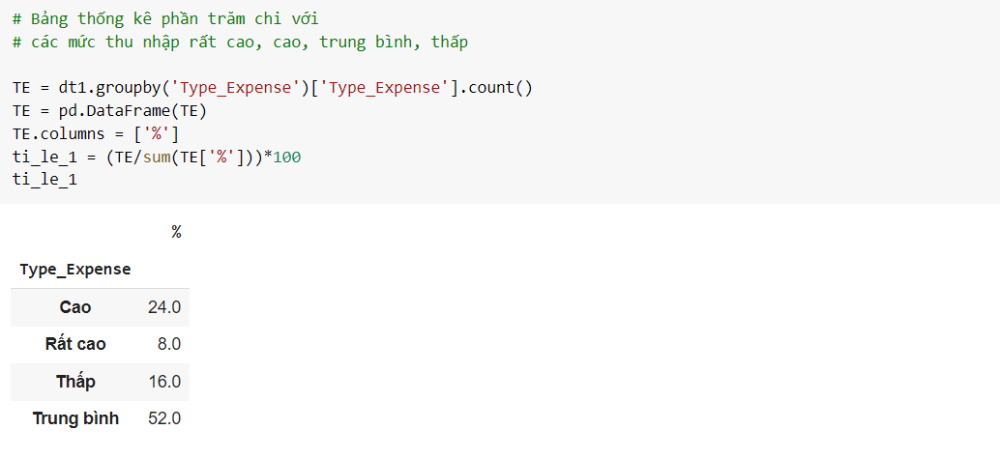 # Bảng thống kê phần trăm chi với
# các mức thu nhập rất cao, cao, trung bình, thấp
TE = dt1.groupby('Type_Expense')['Type_Expense'].count()
TE = pd.DataFrame(TE)
TE.columns = ['%']
ti_le_1 = (TE/sum(TE['%']))*100
ti_le_1
%
Type_Expense
Cao 24.0
Rất cao 8.0
Thấp 16.0
Trung bình 52.0